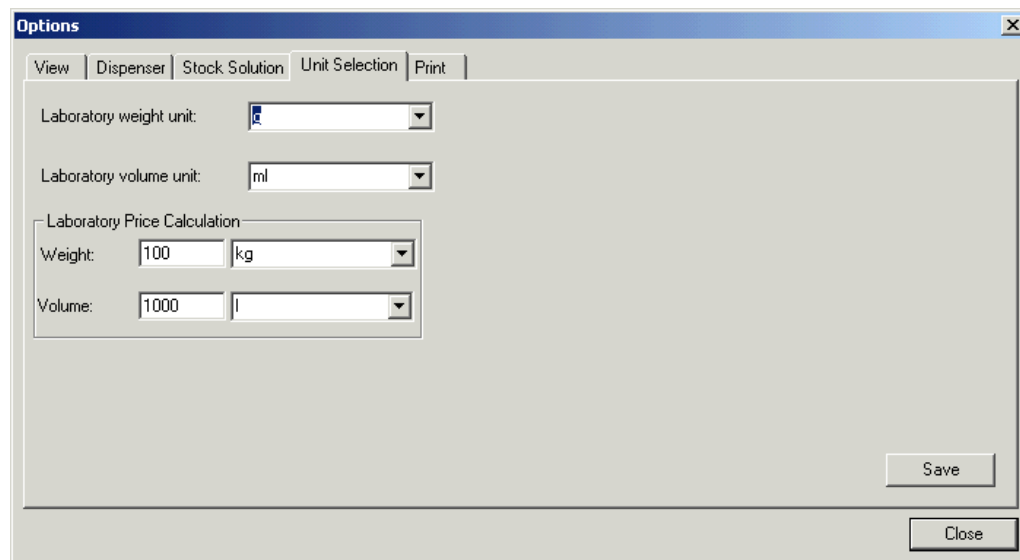 Options
View Dispenser Stock Solution Unit Selection Print
Laboratory weight unit: g
Laboratory volume unit: ml
Laboratory Price Calculation
Weight: 100 kg
Volume: 1000 l
Save
Close